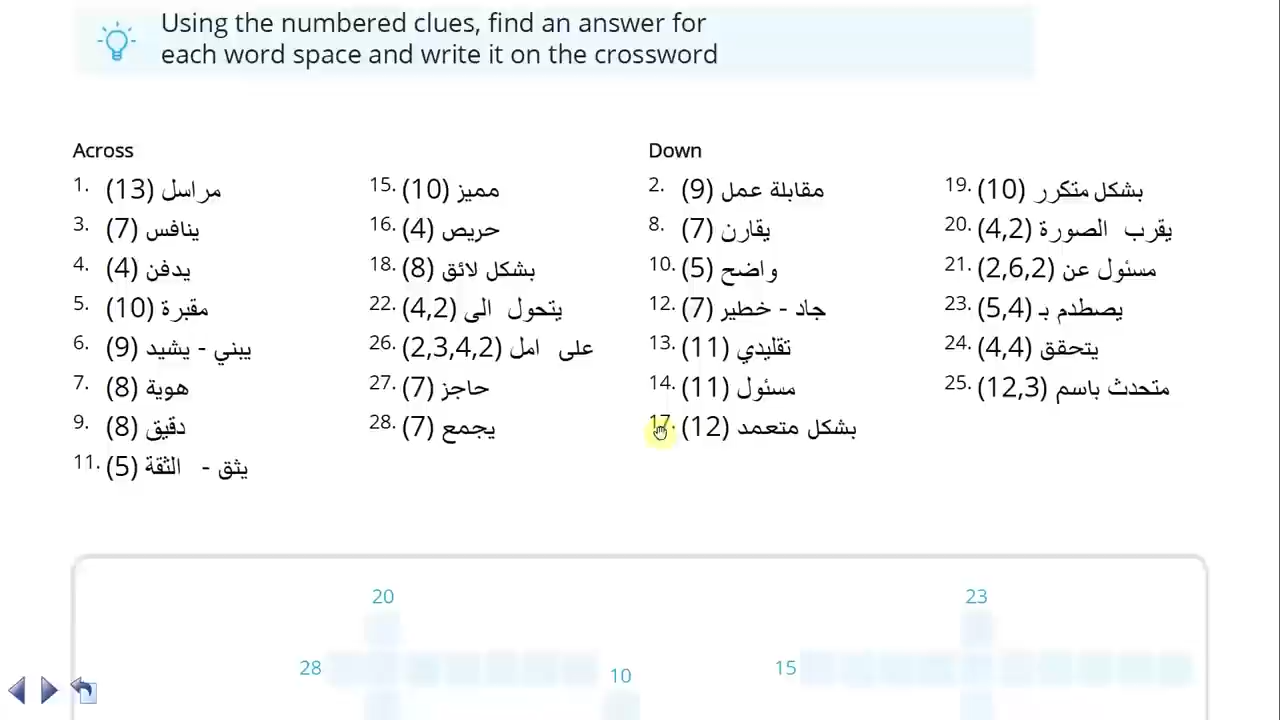 Using the numbered clues, find an answer for
each word space and write it on the crossword
Across
1. (13) مراسل
3. (7) ينافس
4. (4) يدفن
5. (10) مقبرة
6. (9) يبني - يشيد
7. (8) هوية
9. (8) دقيق
11. (5) يثق - الثقة
15. (10) مميز
16. (4) حريص
18. (8) بشكل لائق
22. (4,2) يتحول الى
26. (2,3,4,2) على امل
27. (7) حاجز
28. (7) يجمع
Down
2. (9) مقابلة عمل
8. (7) يقارن
10. (5) واضح
12. (7) جاد - خطير
13. (11) تقليدي
14. (11) مسئول
17. (12) بشكل متعمد
19. (10) بشكل متكرر
20. (4,2) يقرب الصورة
21. (2,6,2) مسئول عن
23. (5,4) يصطدم بـ
24. (4,4) يتحقق
25. (12,3) متحدث باسم
20
23
28
10
15